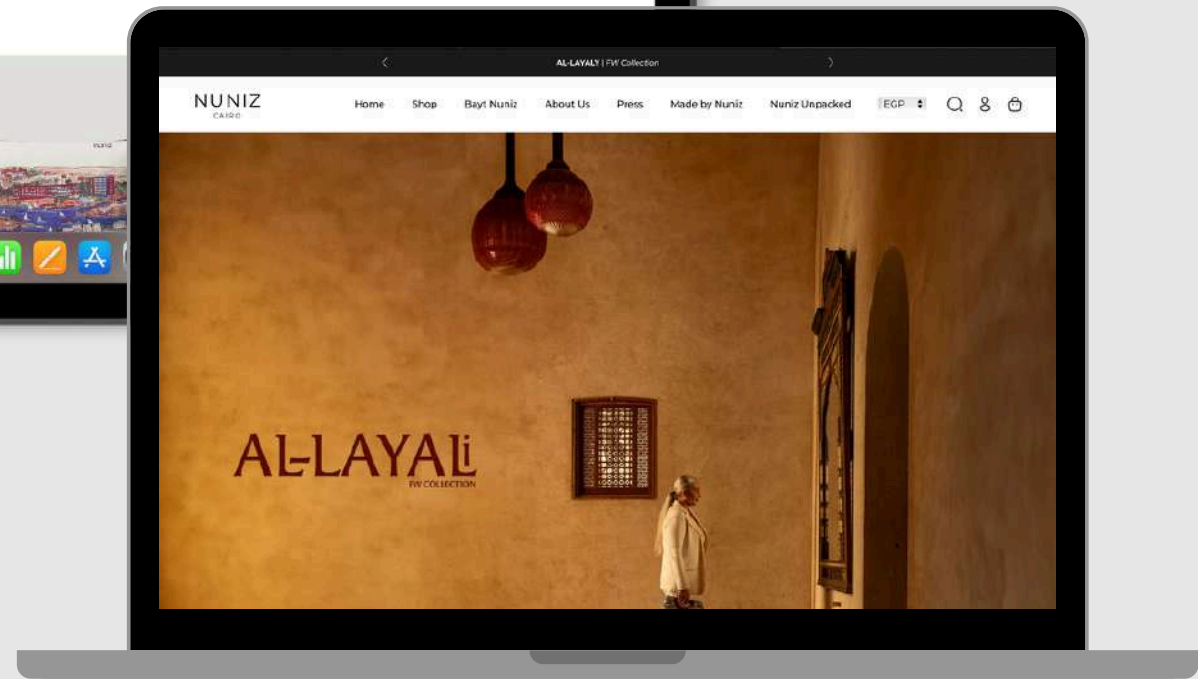 AL-LAYALY | FW Collection
NUNIZ
CAIRO
Home Shop Bayt Nuniz About Us Press Made by Nuniz Nuniz Unpacked EGP
AL-LAYALi
FW COLLECTION